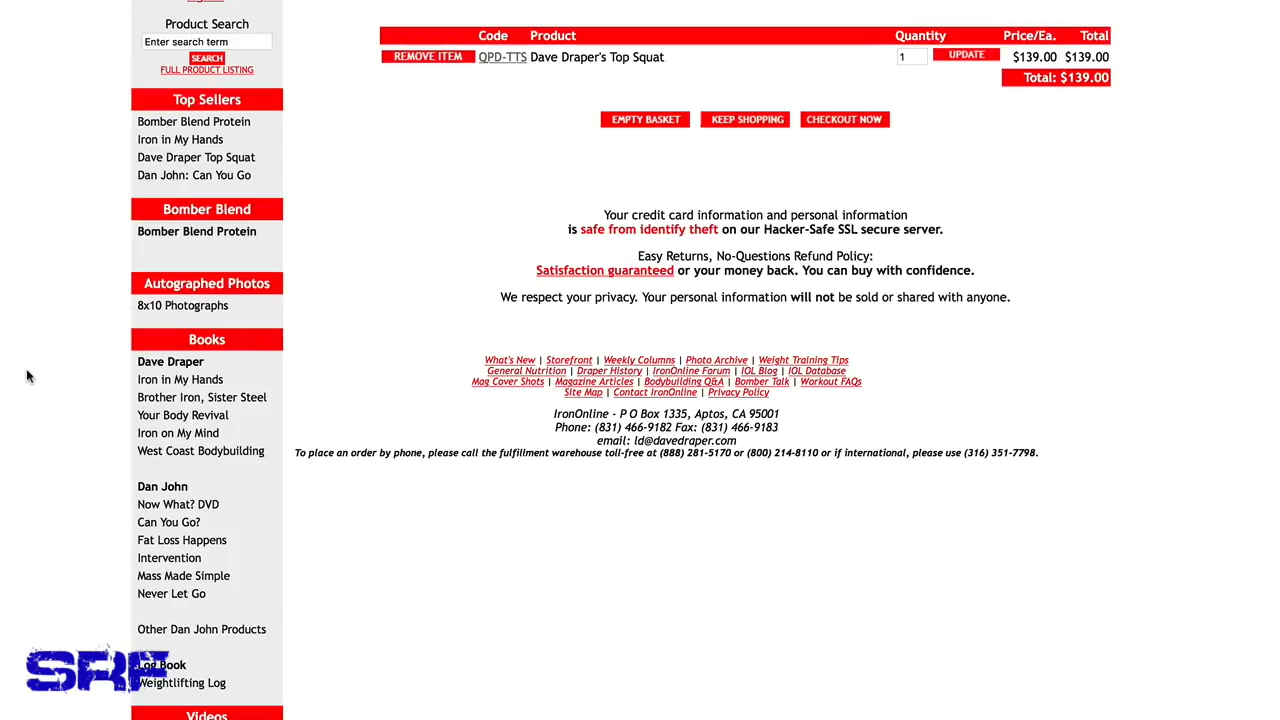 Product Search
Enter search term
SEARCH
FULL PRODUCT LISTING
Top Sellers
Bomber Blend Protein
Iron in My Hands
Dave Draper Top Squat
Dan John: Can You Go
Bomber Blend
Bomber Blend Protein
Autographed Photos
8x10 Photographs
Books
Dave Draper
Iron in My Hands
Brother Iron, Sister Steel
Your Body Revival
Iron on My Mind
West Coast Bodybuilding
Dan John
Now What? DVD
Can You Go?
Fat Loss Happens
Intervention
Mass Made Simple
Never Let Go
Other Dan John Products
Log Book
Weightlifting Log
Videos
SRF
Code Product Quantity Price/Ea. Total
REMOVE ITEM QPD-TTS Dave Draper's Top Squat 1 UPDATE $139.00 $139.00
Total: $139.00
EMPTY BASKET KEEP SHOPPING CHECKOUT NOW
Your credit card information and personal information
is safe from identify theft on our Hacker-Safe SSL secure server.
Easy Returns, No-Questions Refund Policy:
Satisfaction guaranteed or your money back. You can buy with confidence.
We respect your privacy. Your personal information will not be sold or shared with anyone.
What's New | Storefront | Weekly Columns | Photo Archive | Weight Training Tips
General Nutrition | Draper History | IronOnline Forum | IOL Blog | IOL Database
Mag Cover Shots | Magazine Articles | Bodybuilding Q&A | Bomber Talk | Workout FAQs
Site Map | Contact IronOnline | Privacy Policy
IronOnline - P O Box 1335, Aptos, CA 95001
Phone: (831) 466-9182 Fax: (831) 466-9183
email: ld@davedraper.com
To place an order by phone, please call the fulfillment warehouse toll-free at (888) 281-5170 or (800) 214-8110 or if international, please use (316) 351-7798.